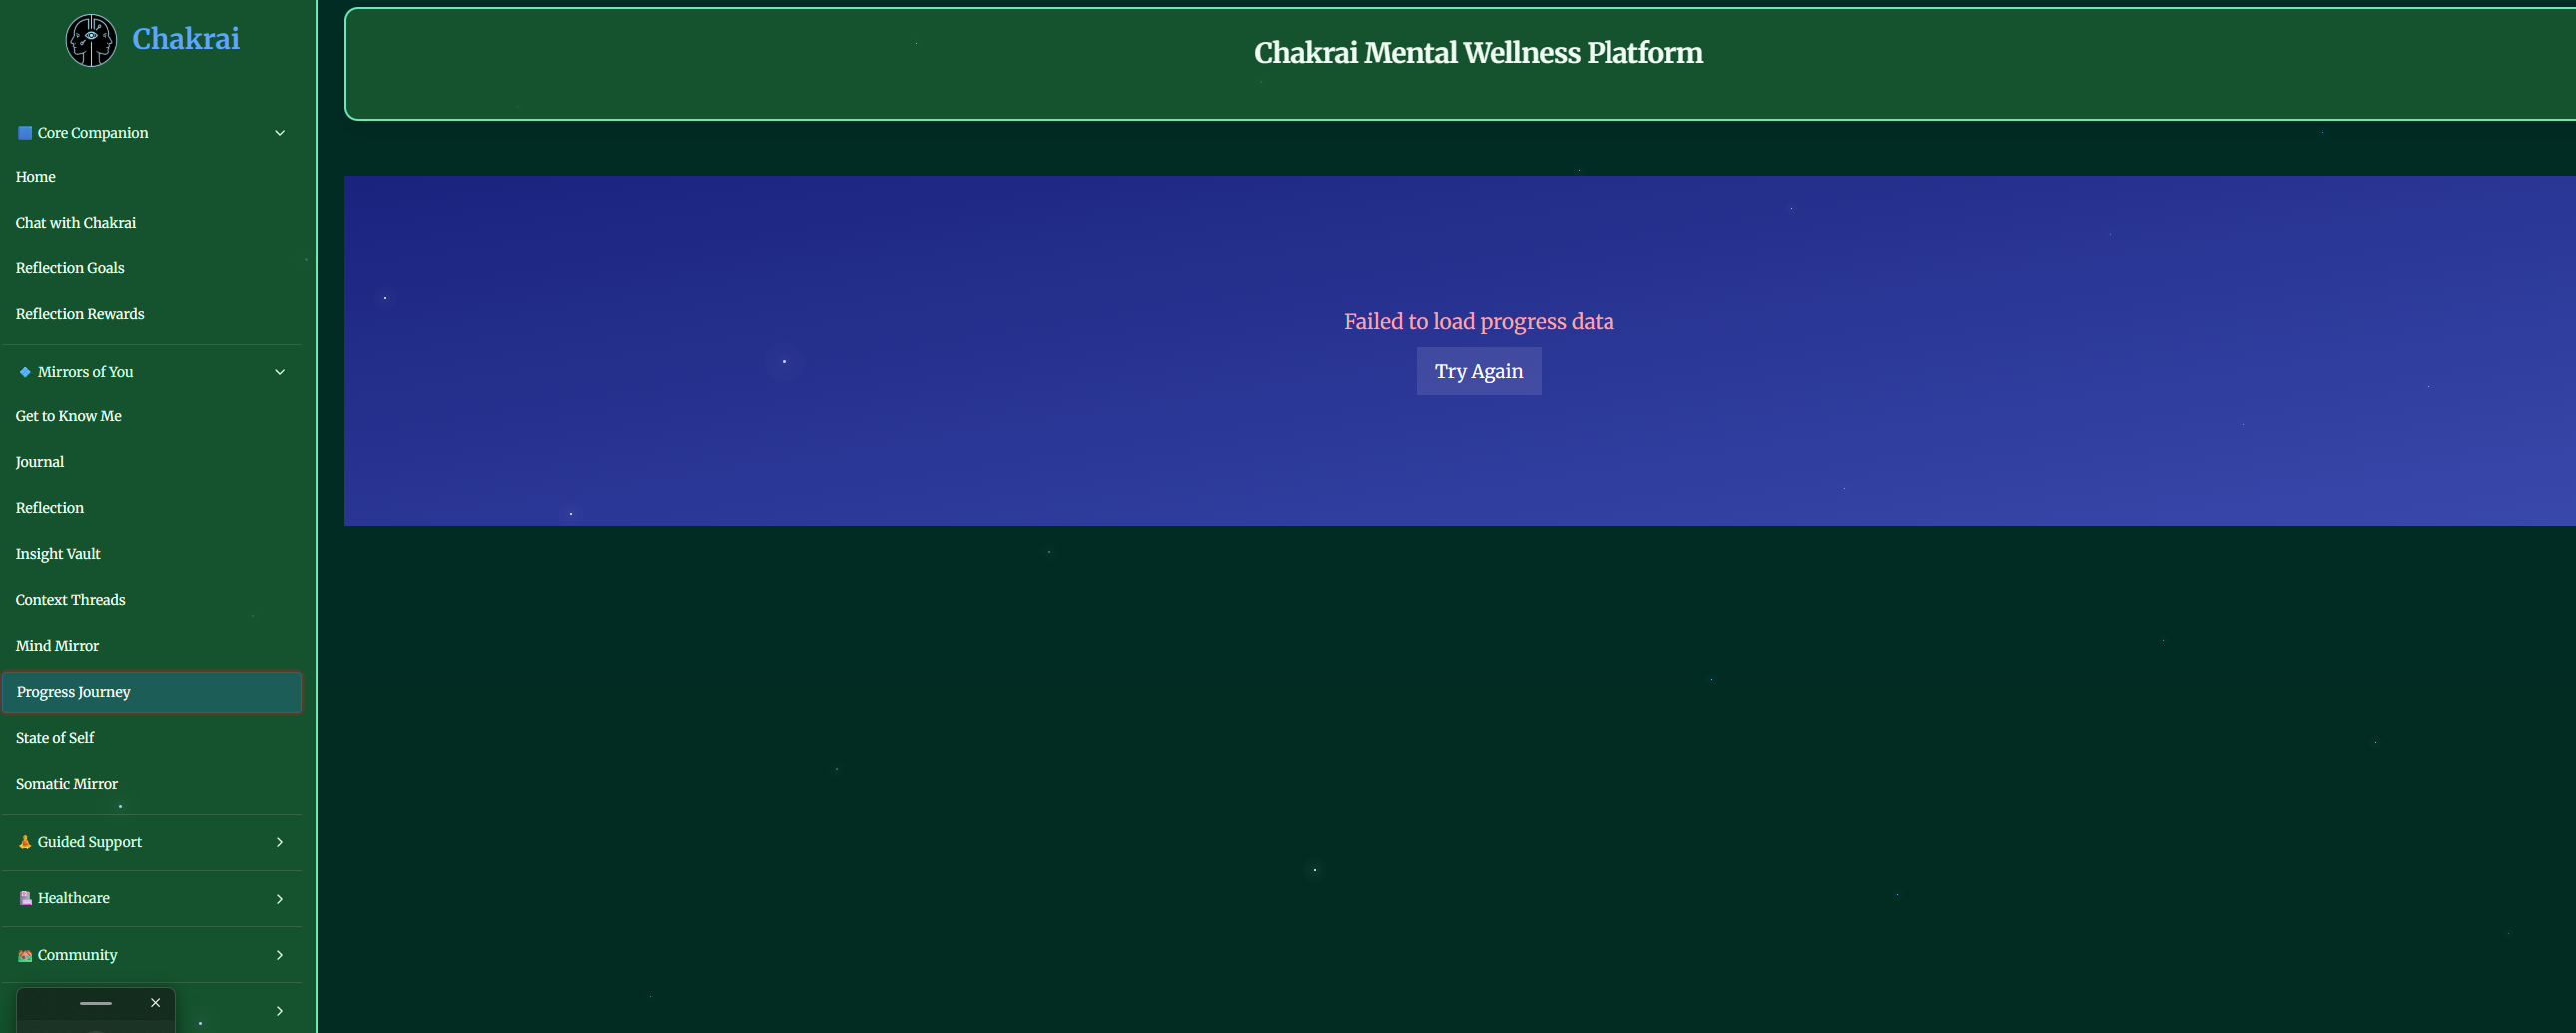 Chakrai
Core Companion
Home
Chat with Chakrai
Reflection Goals
Reflection Rewards
Mirrors of You
Get to Know Me
Journal
Reflection
Insight Vault
Context Threads
Mind Mirror
Progress Journey
State of Self
Somatic Mirror
Guided Support
Healthcare
Community
Chakrai Mental Wellness Platform
Failed to load progress data
Try Again